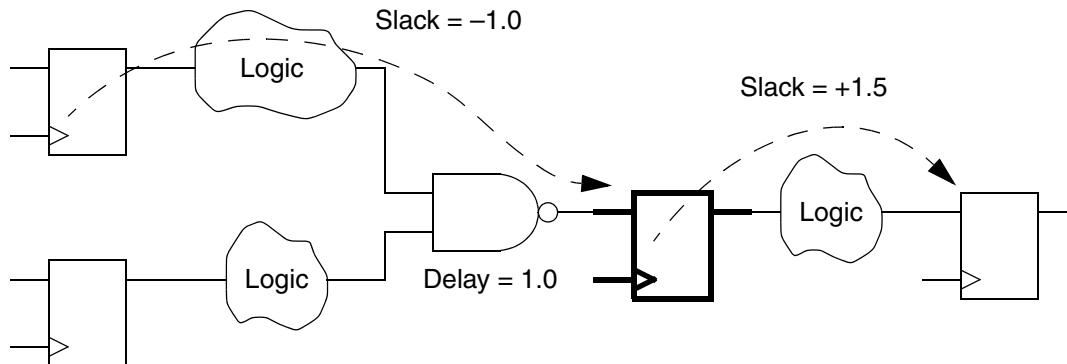 Slack = –1.0
Logic
Slack = +1.5
Logic
Logic
Delay = 1.0